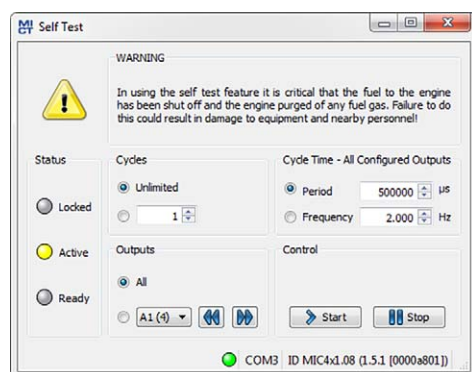 MICT Self Test
WARNING
In using the self test feature it is critical that the fuel to the engine
has been shut off and the engine purged of any fuel gas. Failure to do
this could result in damage to equipment and nearby personnel!
Status
Locked
Active
Ready
Cycles
Unlimited
1
Cycle Time - All Configured Outputs
Period 500000 µs
Frequency 2.000 Hz
Outputs
All
A1 (4)
Control
Start Stop
COM3 ID MIC4x1.08 (1.5.1 [0000a801])